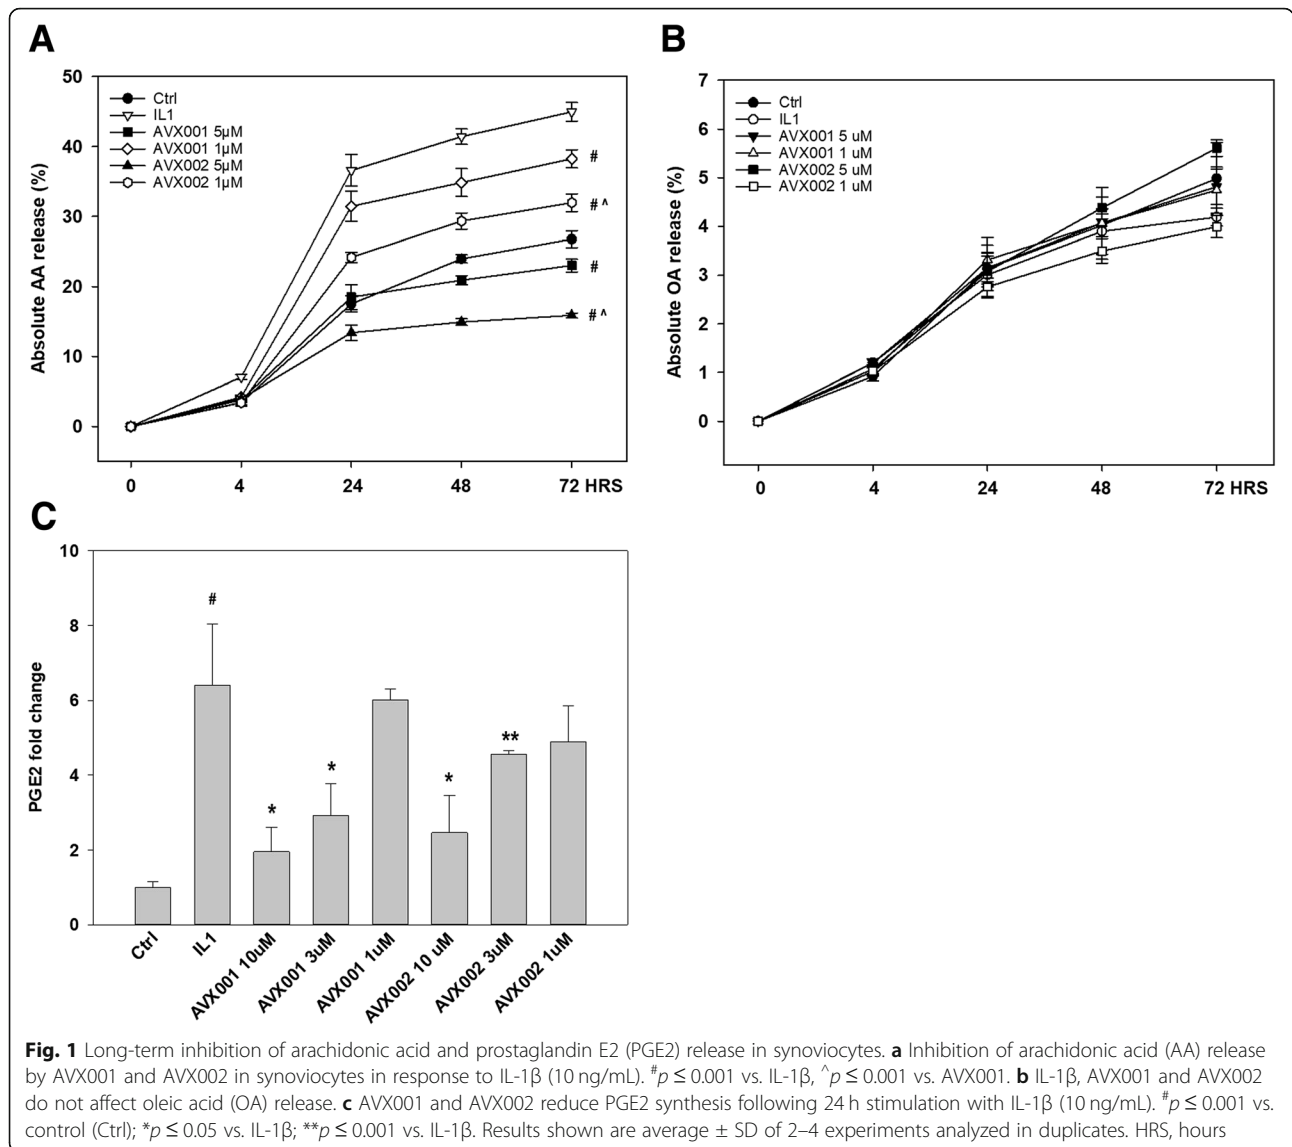 A
Absolute AA release (%)
50
40
30
20
10
0
Ctrl
IL1
AVX001 5μM
AVX001 1μM
AVX002 5μM
AVX002 1μM
#
# ^
#
# ^
0 4 24 48 72 HRS
B
Absolute OA release (%)
7
6
5
4
3
2
1
0
Ctrl
IL1
AVX001 5 uM
AVX001 1 uM
AVX002 5 uM
AVX002 1 uM
0 4 24 48 72 HRS
C
PGE2 fold change
10
8
6
4
2
0
#
*
*
*
**
Ctrl
IL1
AVX001 10uM
AVX001 3uM
AVX001 1uM
AVX002 10 uM
AVX002 3uM
AVX002 1uM
Fig. 1 Long-term inhibition of arachidonic acid and prostaglandin E2 (PGE2) release in synoviocytes. a Inhibition of arachidonic acid (AA) release
by AVX001 and AVX002 in synoviocytes in response to IL-1β (10 ng/mL). #p ≤ 0.001 vs. IL-1β, ^p ≤ 0.001 vs. AVX001. b IL-1β, AVX001 and AVX002
do not affect oleic acid (OA) release. c AVX001 and AVX002 reduce PGE2 synthesis following 24 h stimulation with IL-1β (10 ng/mL). #p ≤ 0.001 vs.
control (Ctrl); *p ≤ 0.05 vs. IL-1β; **p ≤ 0.001 vs. IL-1β. Results shown are average ± SD of 2–4 experiments analyzed in duplicates. HRS, hours